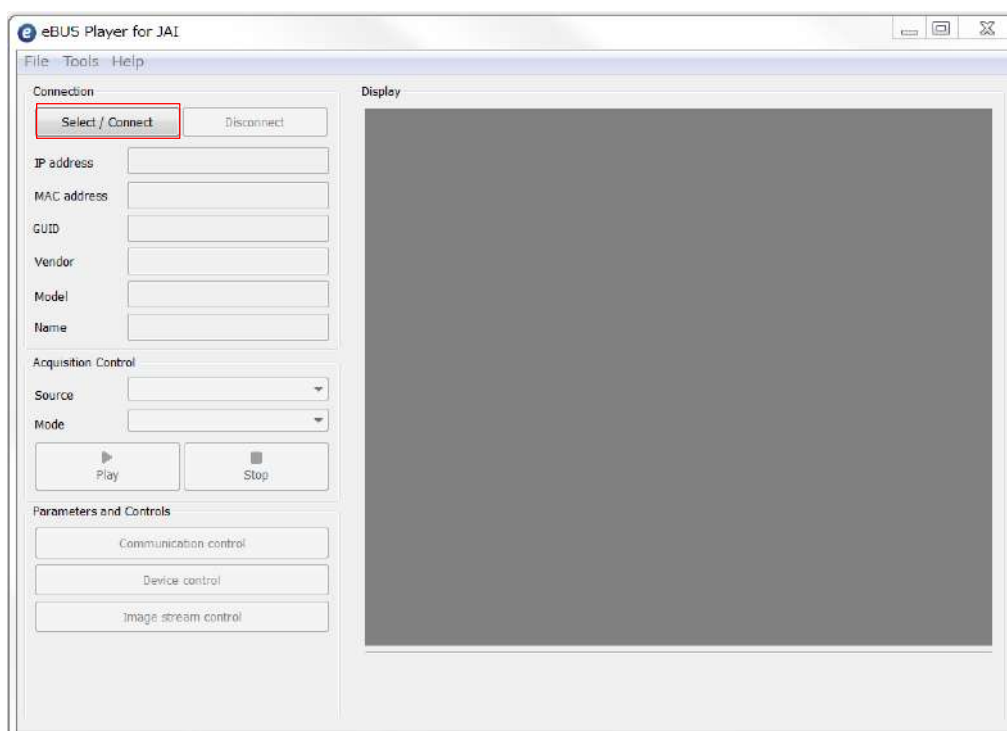 eBUS Player for JAI
File Tools Help
Connection
Select / Connect
Disconnect
IP address
MAC address
GUID
Vendor
Model
Name
Acquisition Control
Source
Mode
Play
Stop
Parameters and Controls
Communication control
Device control
Image stream control
Display